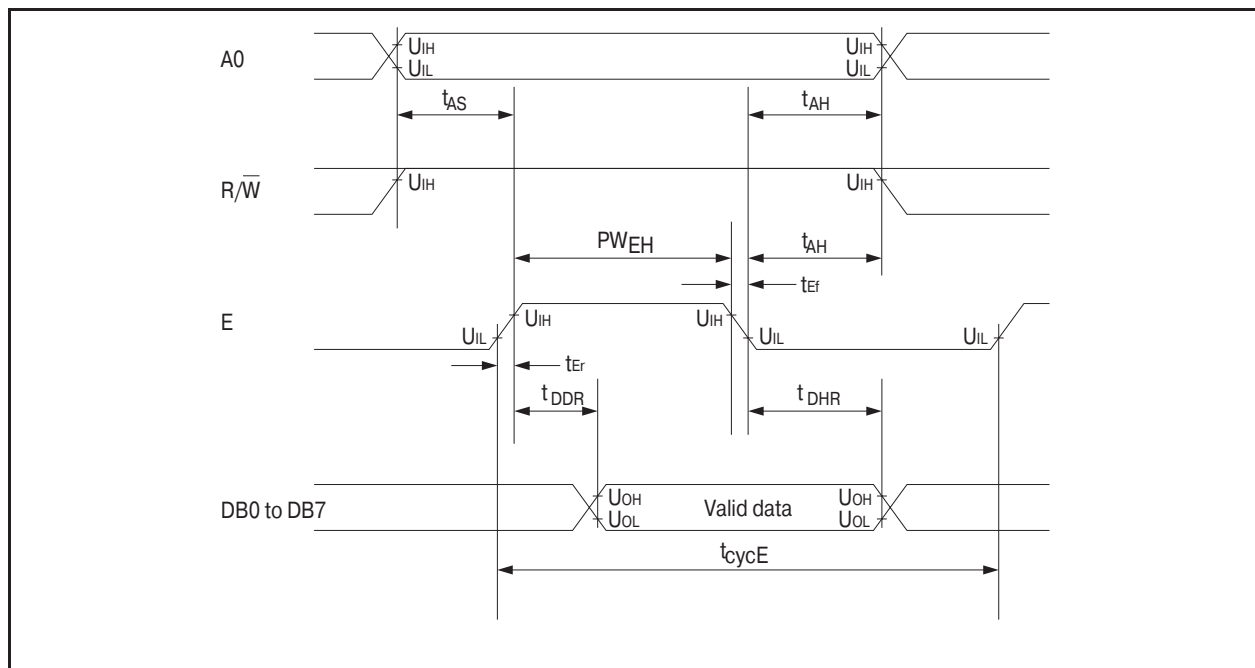 A0
UIH
UIL
UIH
UIL
tAS
tAH
R/W̅
UIH
UIH
PWEH
tAH
tEf
E
UIL
UIH
UIH
UIL
UIL
tEr
tDDR
tDHR
DB0 to DB7
UOH
UOL
Valid data
UOH
UOL
tcycE